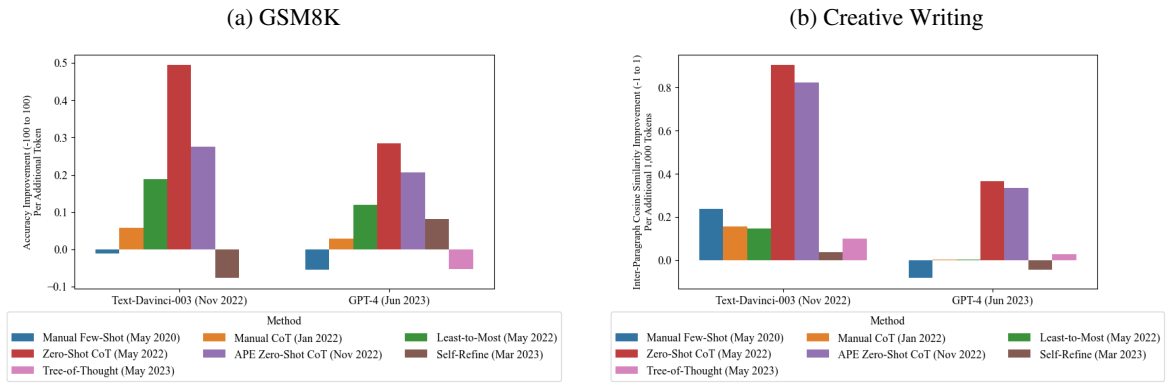 (a) GSM8K
Accuracy Improvement (-100 to 100)
Per Additional Token
0.5
0.4
0.3
0.2
0.1
0.0
−0.1
Text-Davinci-003 (Nov 2022)
GPT-4 (Jun 2023)
Method
Manual Few-Shot (May 2020)
Manual CoT (Jan 2022)
Least-to-Most (May 2022)
Zero-Shot CoT (May 2022)
APE Zero-Shot CoT (Nov 2022)
Self-Refine (Mar 2023)
Tree-of-Thought (May 2023)
(b) Creative Writing
Inter-Paragraph Cosine Similarity Improvement (-1 to 1)
Per Additional 1,000 Tokens
0.8
0.6
0.4
0.2
0.0
Text-Davinci-003 (Nov 2022)
GPT-4 (Jun 2023)
Method
Manual Few-Shot (May 2020)
Manual CoT (Jan 2022)
Least-to-Most (May 2022)
Zero-Shot CoT (May 2022)
APE Zero-Shot CoT (Nov 2022)
Self-Refine (Mar 2023)
Tree-of-Thought (May 2023)